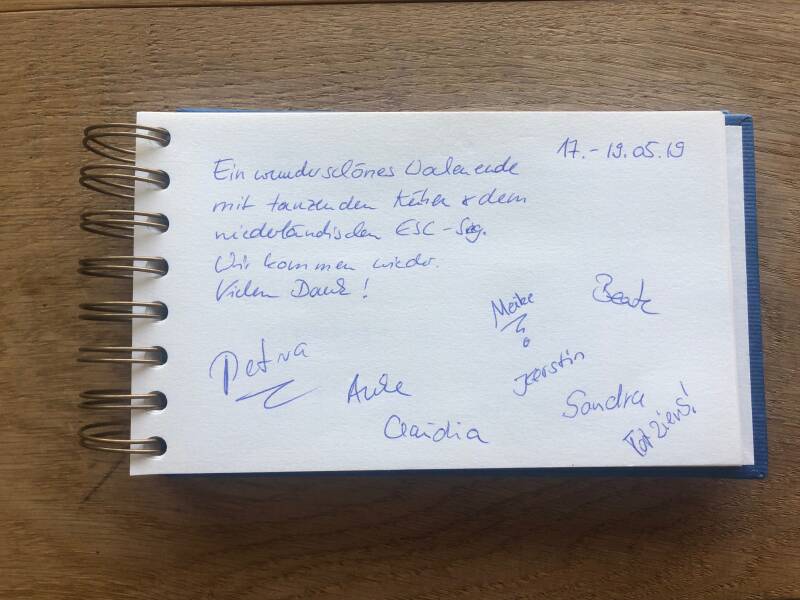 17.-19.05.19
Ein wunderschönes Wochenende
mit tanzenden Kühen & dem
niederländischen ESC-Sieg.
Wir kommen wieder.
Vielen Dank!
Meike
Beate
Petra
Anke
Kerstin
Claudia
Sandra
Tot ziens!